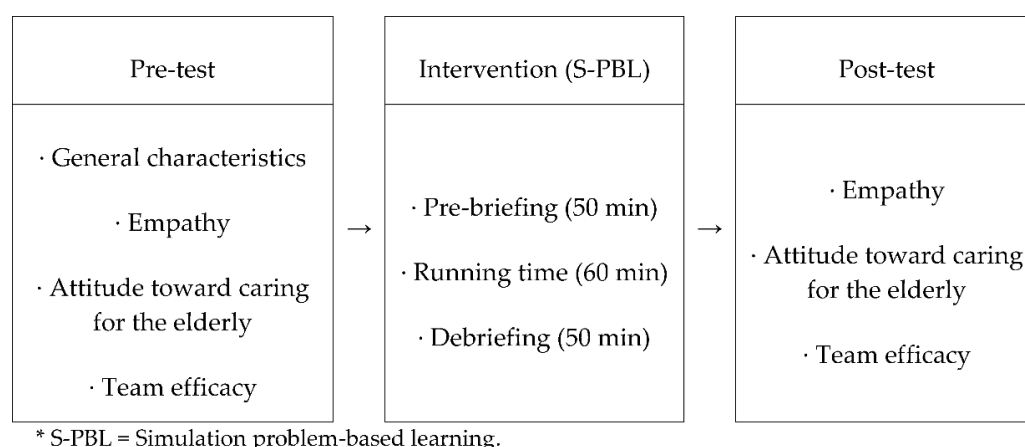 Pre-test
· General characteristics
· Empathy
· Attitude toward caring
for the elderly
· Team efficacy
→
Intervention (S-PBL)
· Pre-briefing (50 min)
· Running time (60 min)
· Debriefing (50 min)
→
Post-test
· Empathy
· Attitude toward caring
for the elderly
· Team efficacy
* S-PBL = Simulation problem-based learning.